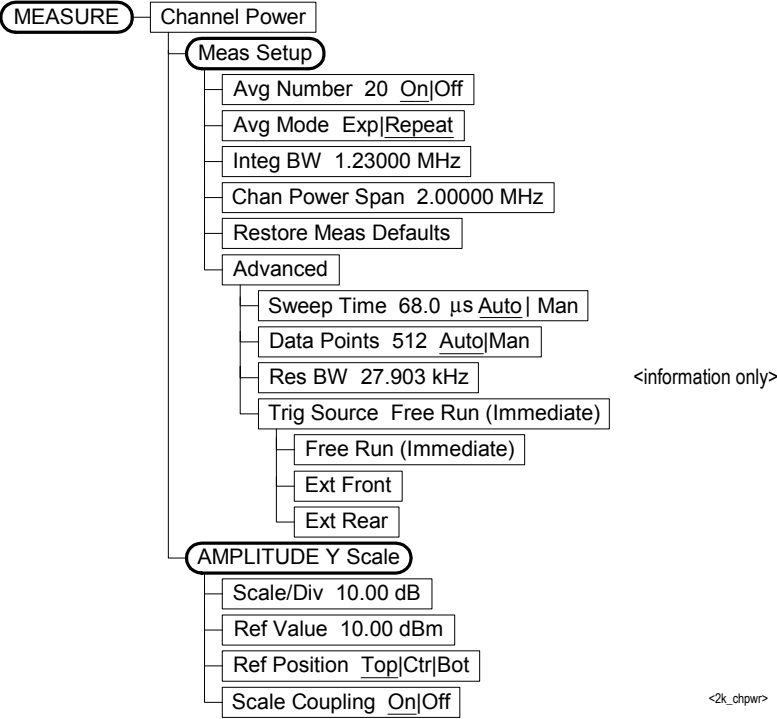 MEASURE Channel Power
Meas Setup
Avg Number 20 On|Off
Avg Mode Exp|Repeat
Integ BW 1.23000 MHz
Chan Power Span 2.00000 MHz
Restore Meas Defaults
Advanced
Sweep Time 68.0 μs Auto | Man
Data Points 512 Auto|Man
Res BW 27.903 kHz <information only>
Trig Source Free Run (Immediate)
Free Run (Immediate)
Ext Front
Ext Rear
AMPLITUDE Y Scale
Scale/Div 10.00 dB
Ref Value 10.00 dBm
Ref Position Top|Ctr|Bot
Scale Coupling On|Off <2k_chpwr>